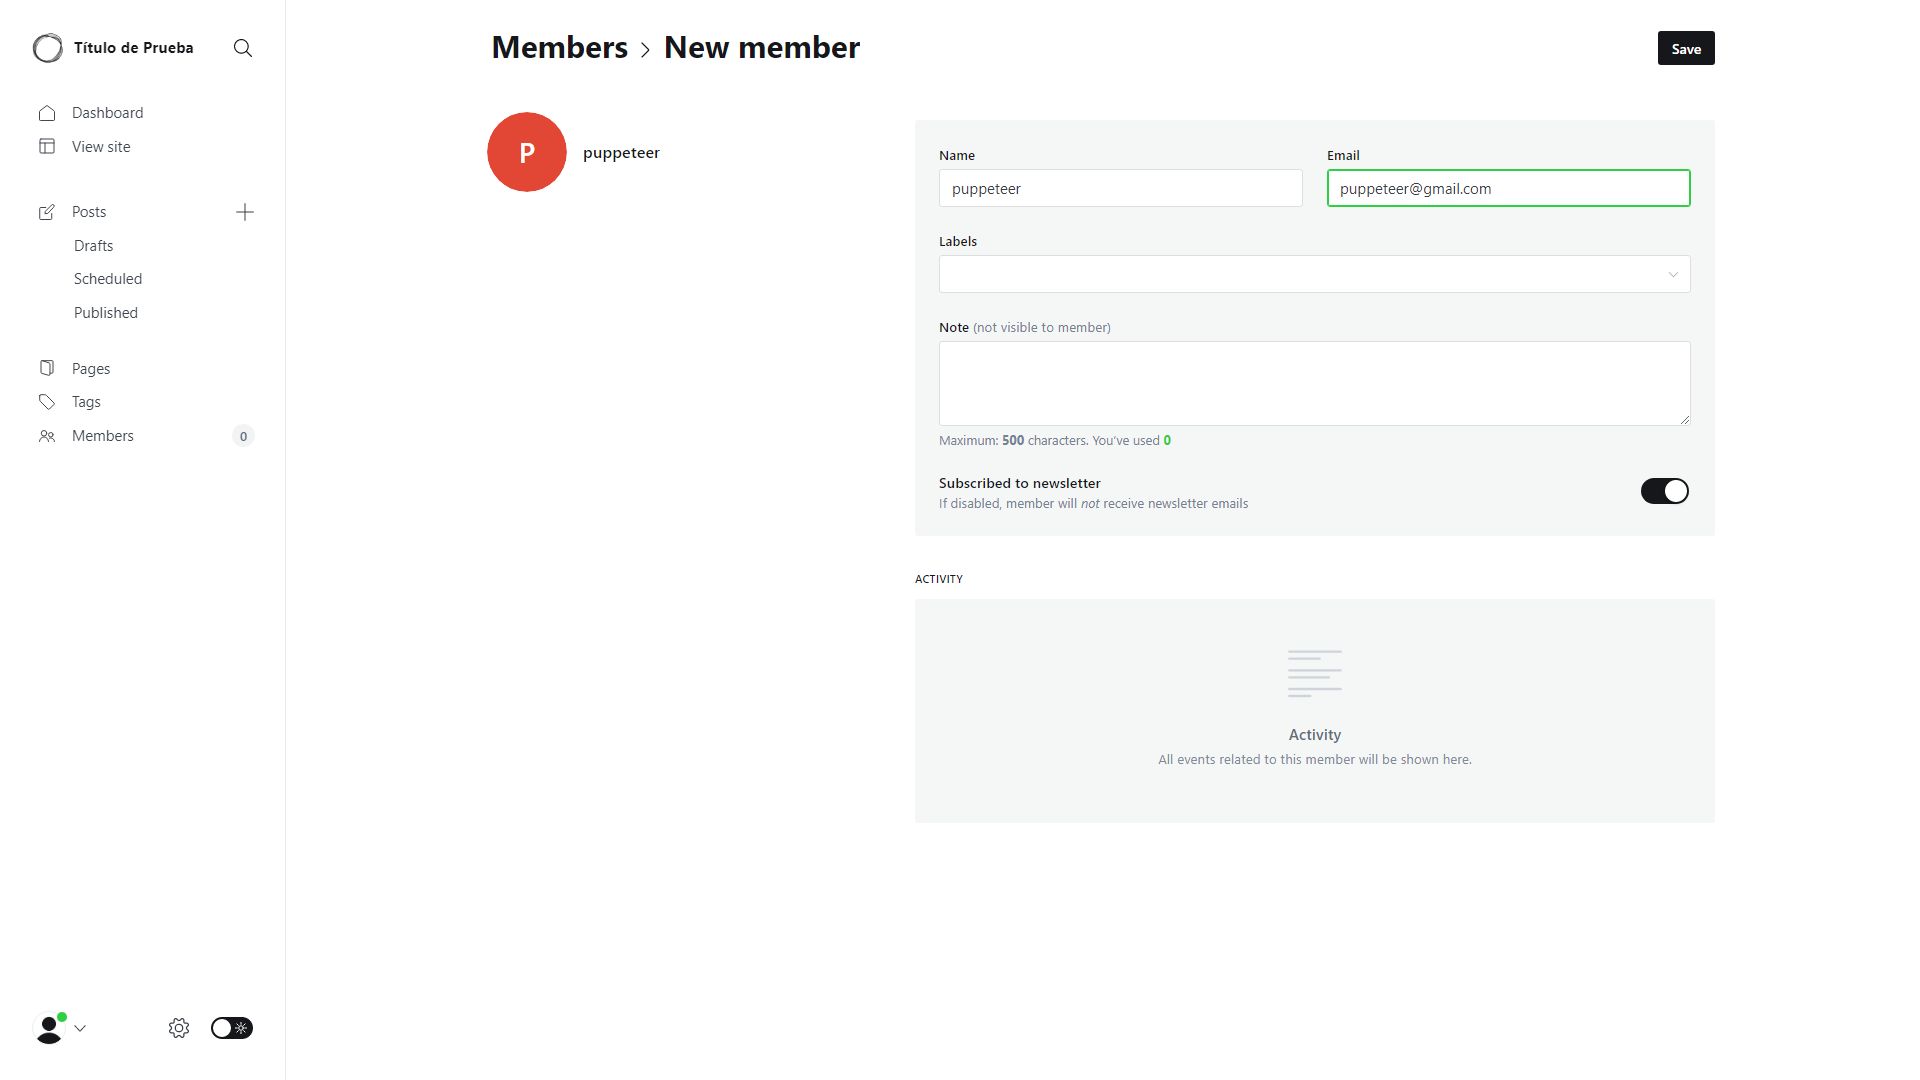 Título de Prueba
Dashboard
View site
Posts
Drafts
Scheduled
Published
Pages
Tags
Members 0
Members > New member
Save
P puppeteer
Name
puppeteer
Email
puppeteer@gmail.com
Labels
Note (not visible to member)
Maximum: 500 characters. You've used 0
Subscribed to newsletter
If disabled, member will not receive newsletter emails
ACTIVITY
Activity
All events related to this member will be shown here.